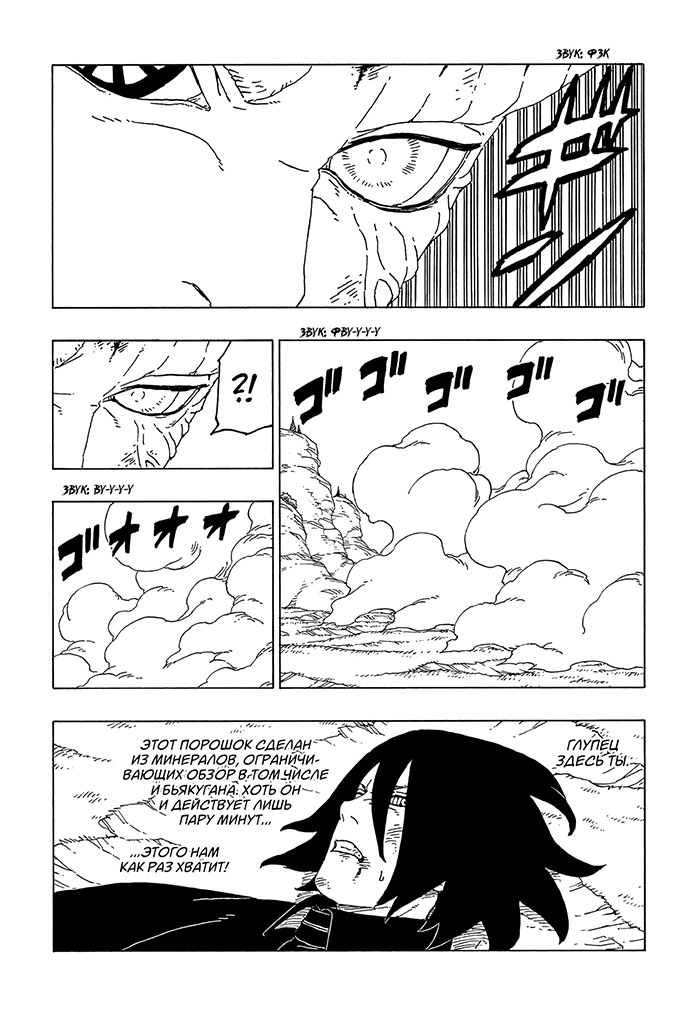 ЗВУК: ФЗК
ギン
ЗВУК: ФВУ-У-У-У
ゴ ゴ ゴ ゴ ゴ
?!
ЗВУК: ВУ-У-У-У
ゴ オ オ オ
ГЛУПЕЦ
ЗДЕСЬ ТЫ.
ЭТОТ ПОРОШОК СДЕЛАН
ИЗ МИНЕРАЛОВ, ОГРАНИЧИ-
ВАЮЩИХ ОБЗОР В ТОМ ЧИСЛЕ
И БЬЯКУГАНА. ХОТЬ ОН
И ДЕЙСТВУЕТ ЛИШЬ
ПАРУ МИНУТ...
...ЭТОГО НАМ
КАК РАЗ ХВАТИТ!